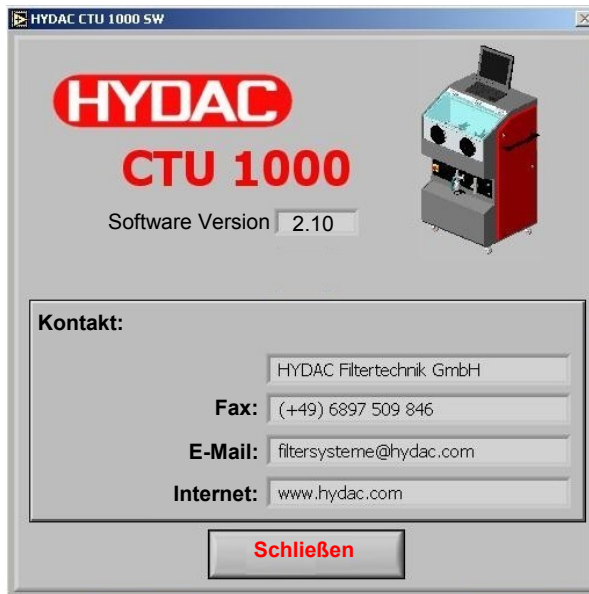 HYDAC CTU 1000 SW
HYDAC
CTU 1000
Software Version 2.10
Kontakt:
HYDAC Filtertechnik GmbH
Fax: (+49) 6897 509 846
E-Mail: filtersysteme@hydac.com
Internet: www.hydac.com
Schließen